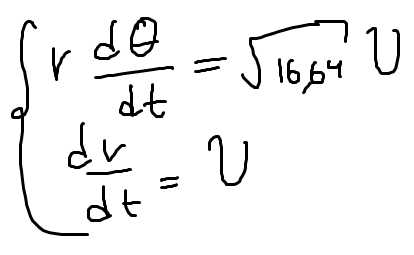 r dθ/dt = √16,64 U
dr/dt = U